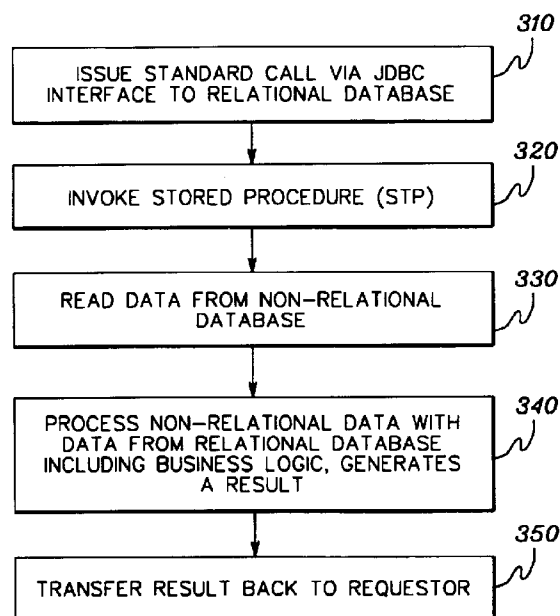 310
ISSUE STANDARD CALL VIA JDBC
INTERFACE TO RELATIONAL DATABASE
320
INVOKE STORED PROCEDURE (STP)
330
READ DATA FROM NON-RELATIONAL
DATABASE
340
PROCESS NON-RELATIONAL DATA WITH
DATA FROM RELATIONAL DATABASE
INCLUDING BUSINESS LOGIC, GENERATES
A RESULT
350
TRANSFER RESULT BACK TO REQUESTOR